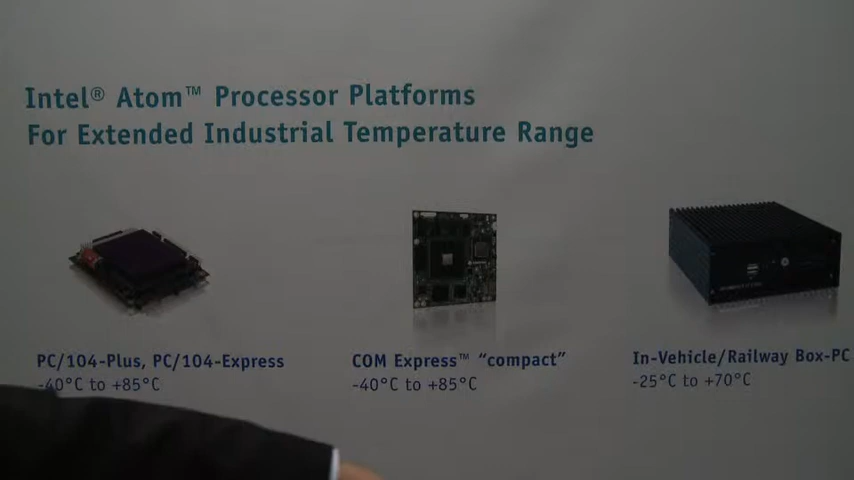 Intel® Atom™ Processor Platforms
For Extended Industrial Temperature Range
PC/104-Plus, PC/104-Express
-40°C to +85°C
COM Express™ “compact”
-40°C to +85°C
In-Vehicle/Railway Box-PC
-25°C to +70°C